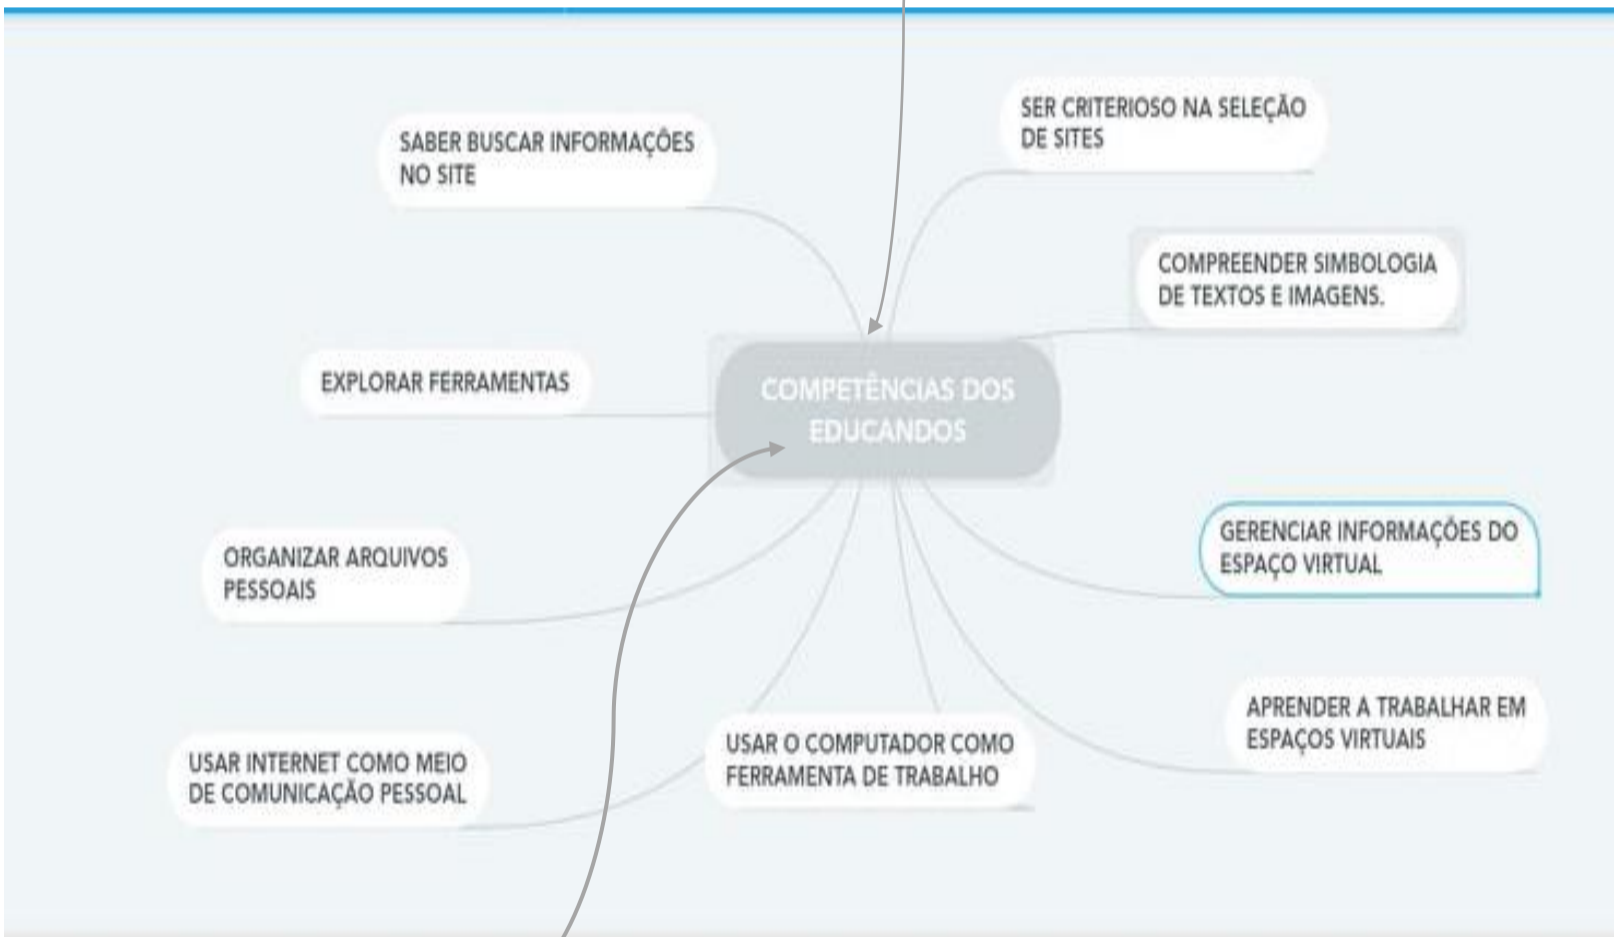 SER CRITERIOSO NA SELEÇÃO
DE SITES
SABER BUSCAR INFORMAÇÕES
NO SITE
COMPREENDER SIMBOLOGIA
DE TEXTOS E IMAGENS.
EXPLORAR FERRAMENTAS
COMPETÊNCIAS DOS
EDUCANDOS
GERENCIAR INFORMAÇÕES DO
ESPAÇO VIRTUAL
ORGANIZAR ARQUIVOS
PESSOAIS
APRENDER A TRABALHAR EM
ESPAÇOS VIRTUAIS
USAR INTERNET COMO MEIO
DE COMUNICAÇÃO PESSOAL
USAR O COMPUTADOR COMO
FERRAMENTA DE TRABALHO